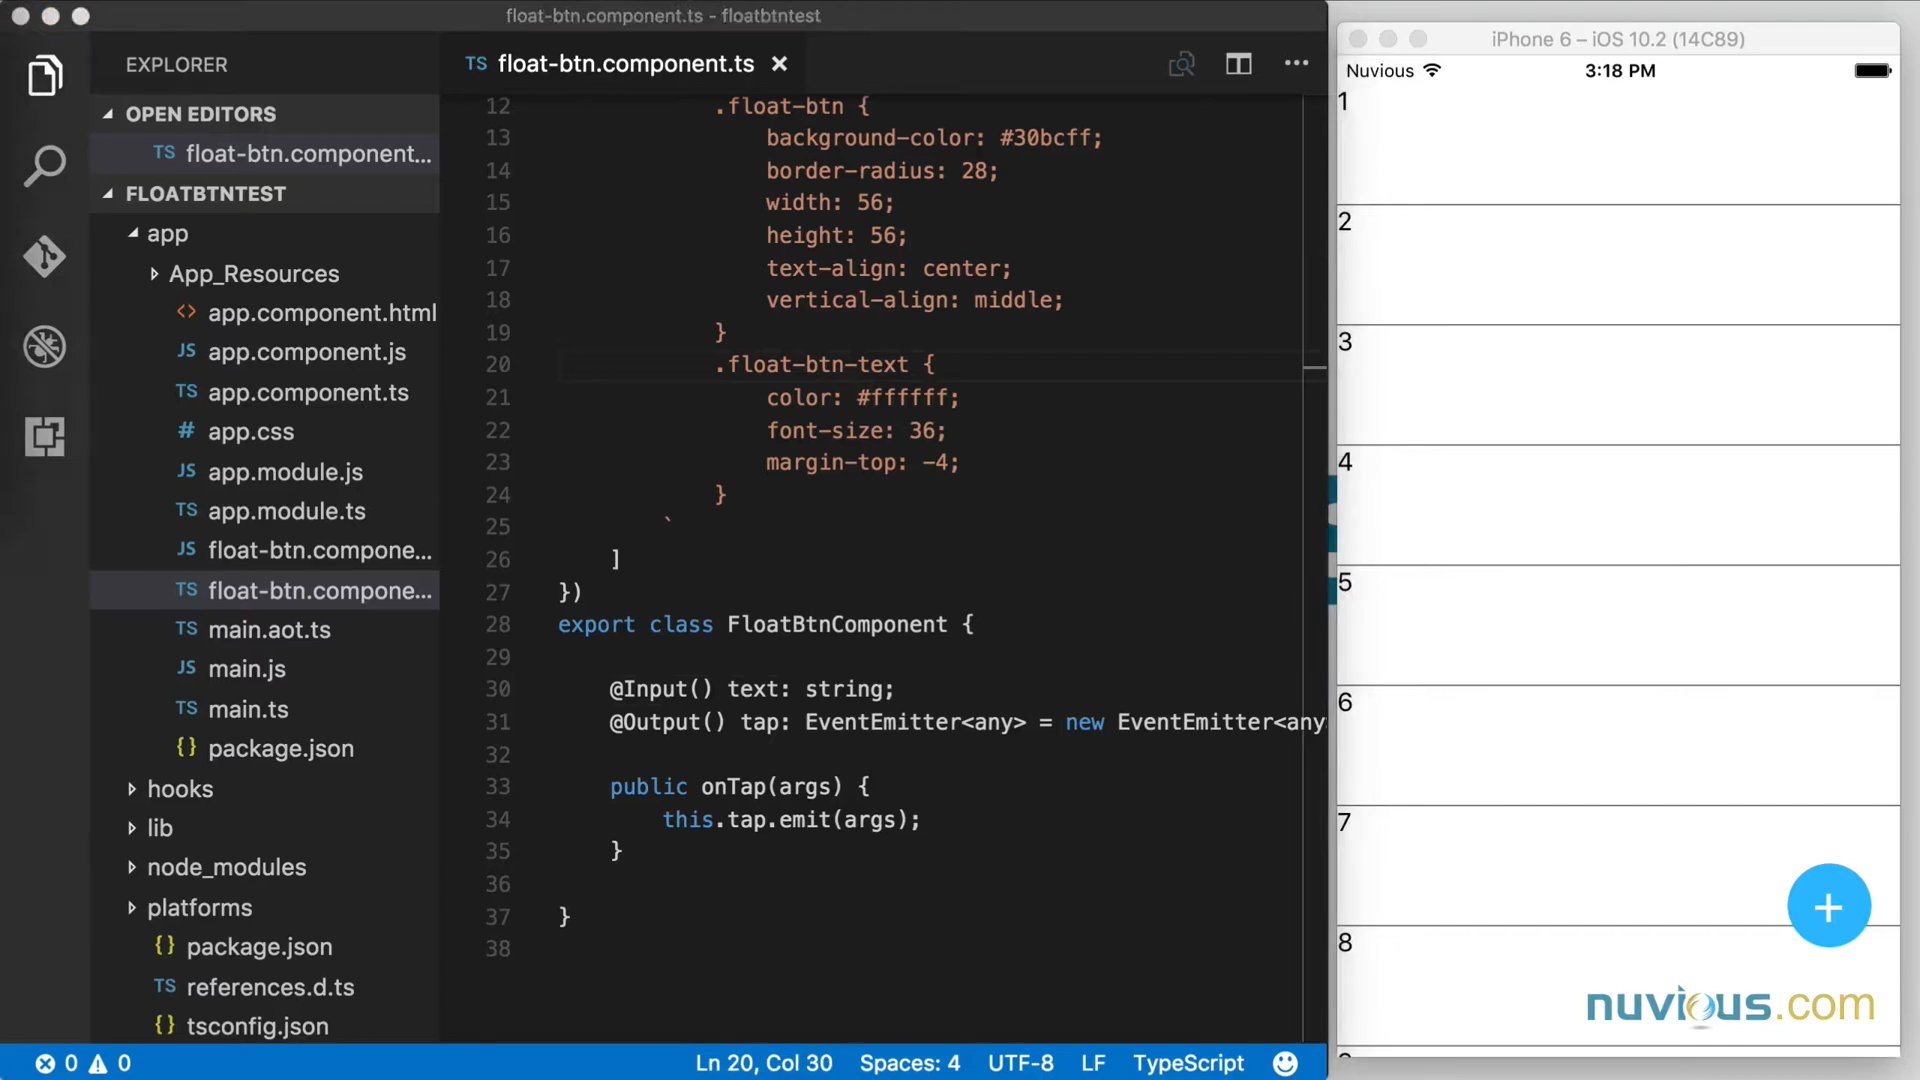 float-btn.component.ts - floatbtntest
EXPLORER
OPEN EDITORS
TS float-btn.component...
FLOATBTNTEST
app
App_Resources
<> app.component.html
JS app.component.js
TS app.component.ts
# app.css
JS app.module.js
TS app.module.ts
JS float-btn.compone...
TS float-btn.compone...
TS main.aot.ts
JS main.js
TS main.ts
{} package.json
hooks
lib
node_modules
platforms
{} package.json
TS references.d.ts
{} tsconfig.json
TS float-btn.component.ts ×
12 .float-btn {
13 background-color: #30bcff;
14 border-radius: 28;
15 width: 56;
16 height: 56;
17 text-align: center;
18 vertical-align: middle;
19 }
20 .float-btn-text {
21 color: #ffffff;
22 font-size: 36;
23 margin-top: -4;
24 }
25 `
26 ]
27 })
28 export class FloatBtnComponent {
29
30 @Input() text: string;
31 @Output() tap: EventEmitter<any> = new EventEmitter<any>
32
33 public onTap(args) {
34 this.tap.emit(args);
35 }
36
37 }
38
0 0
Ln 20, Col 30 Spaces: 4 UTF-8 LF TypeScript
iPhone 6 – iOS 10.2 (14C89)
Nuvious 3:18 PM
1
2
3
4
5
6
7
+
8
nuvious.com